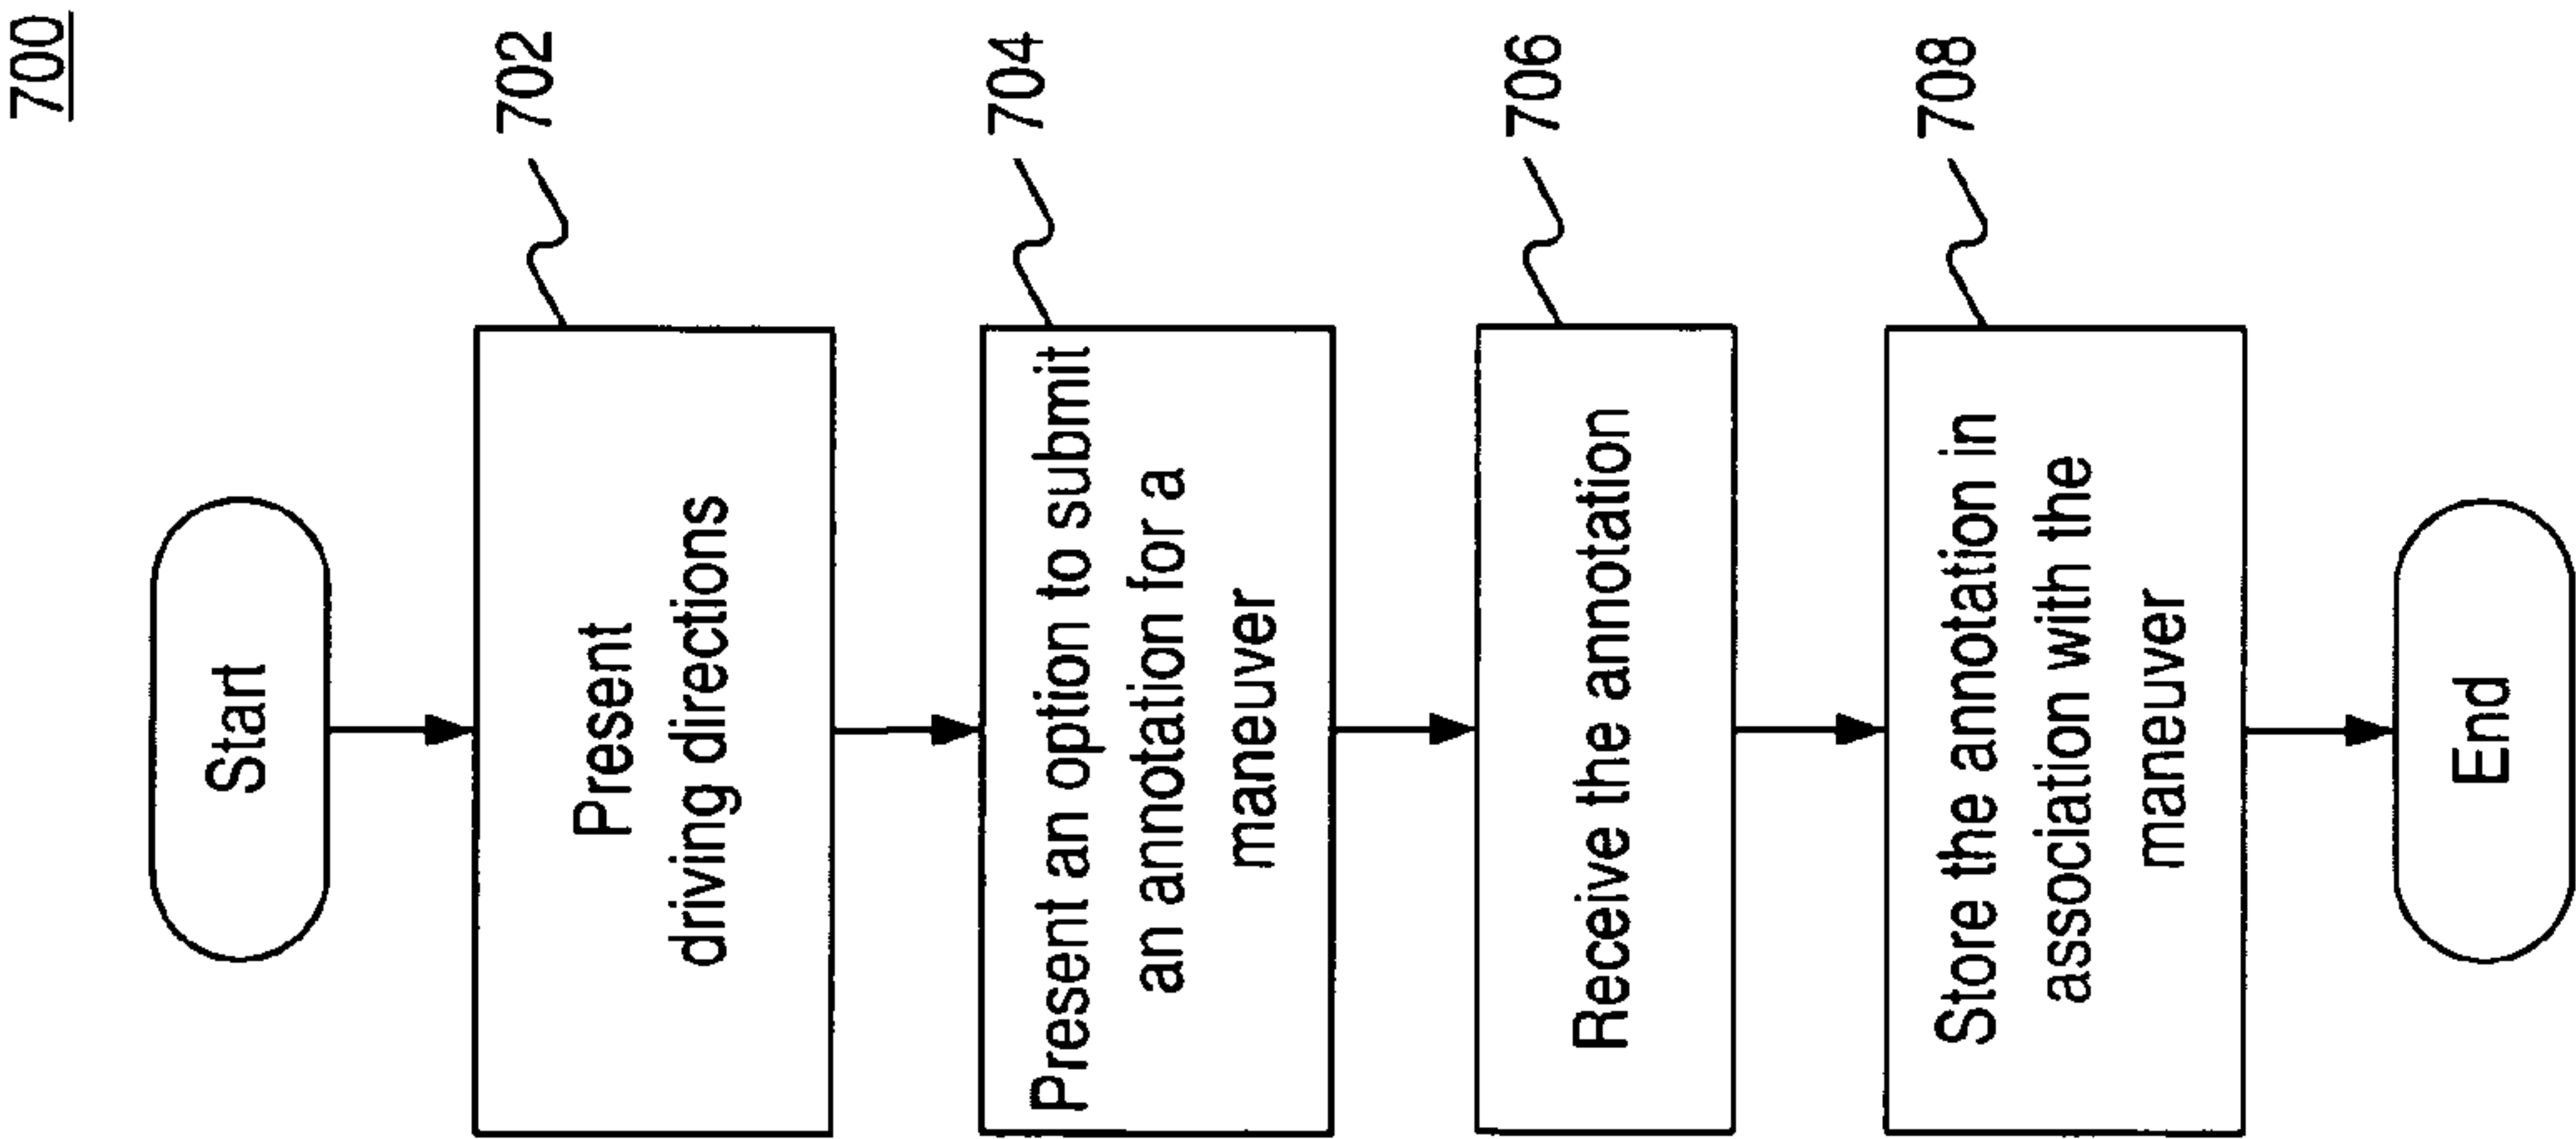 700
Start
Present
driving directions
702
Present an option to submit
an annotation for a
maneuver
704
Receive the annotation
706
Store the annotation in
association with the
maneuver
708
End